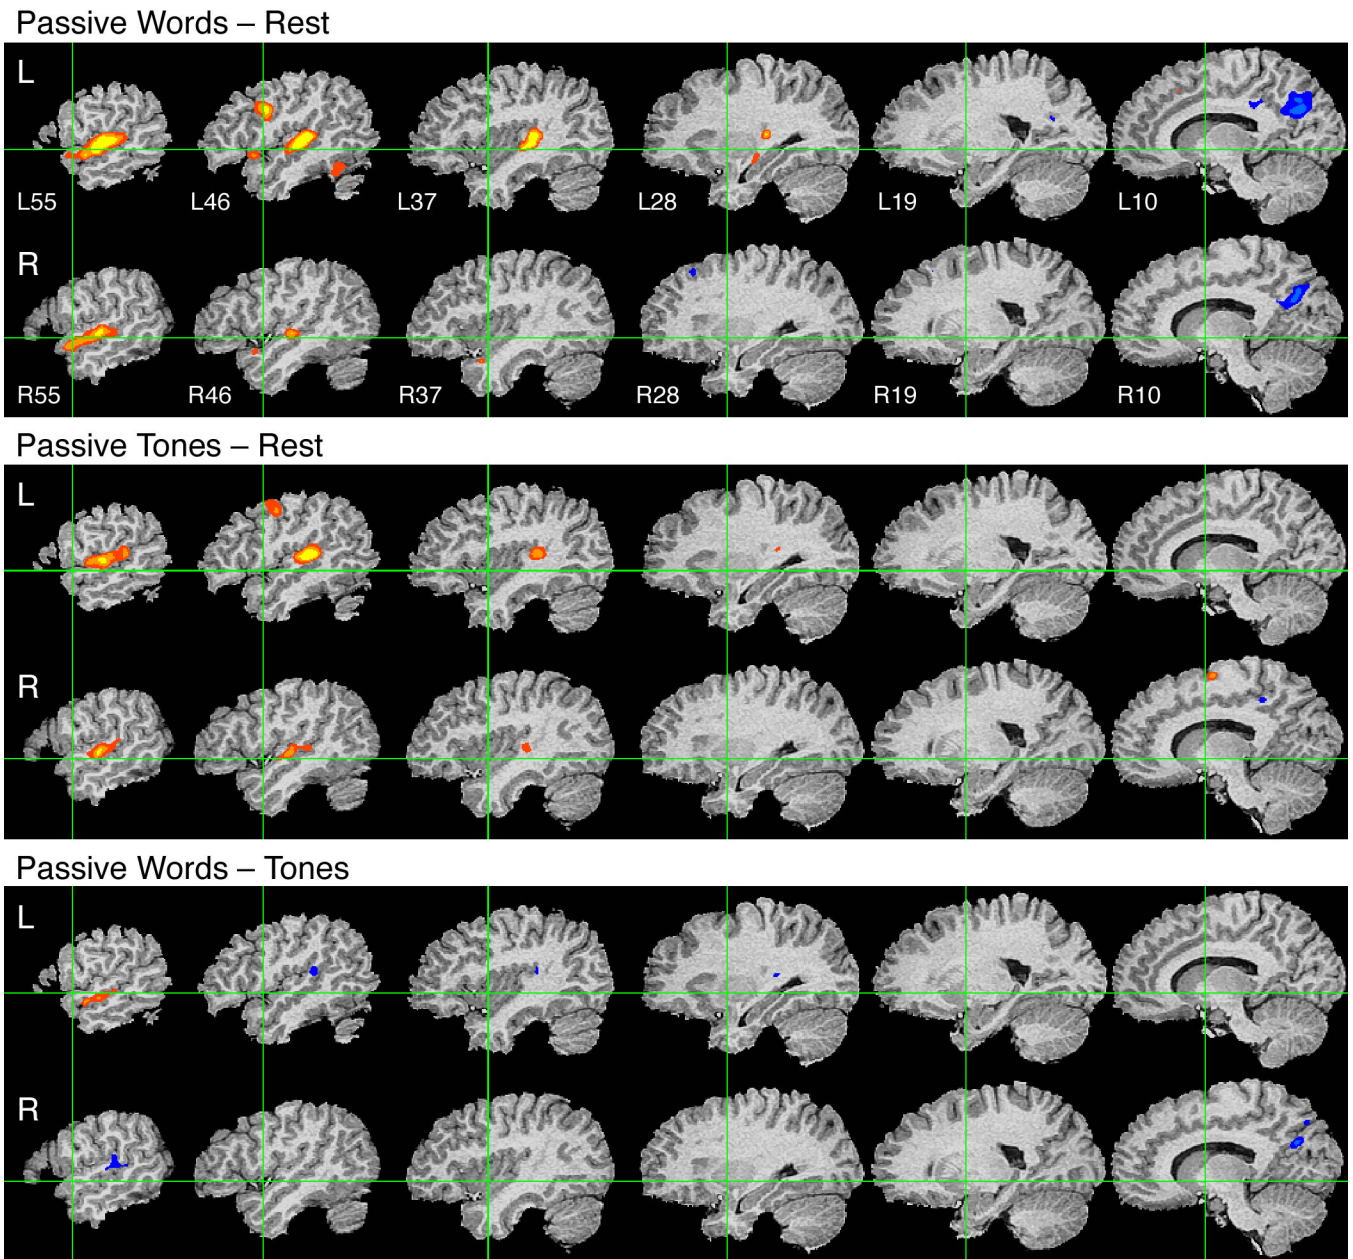 Passive Words – Rest
L
L55 L46 L37 L28 L19 L10
R
R55 R46 R37 R28 R19 R10
Passive Tones – Rest
L
R
Passive Words – Tones
L
R